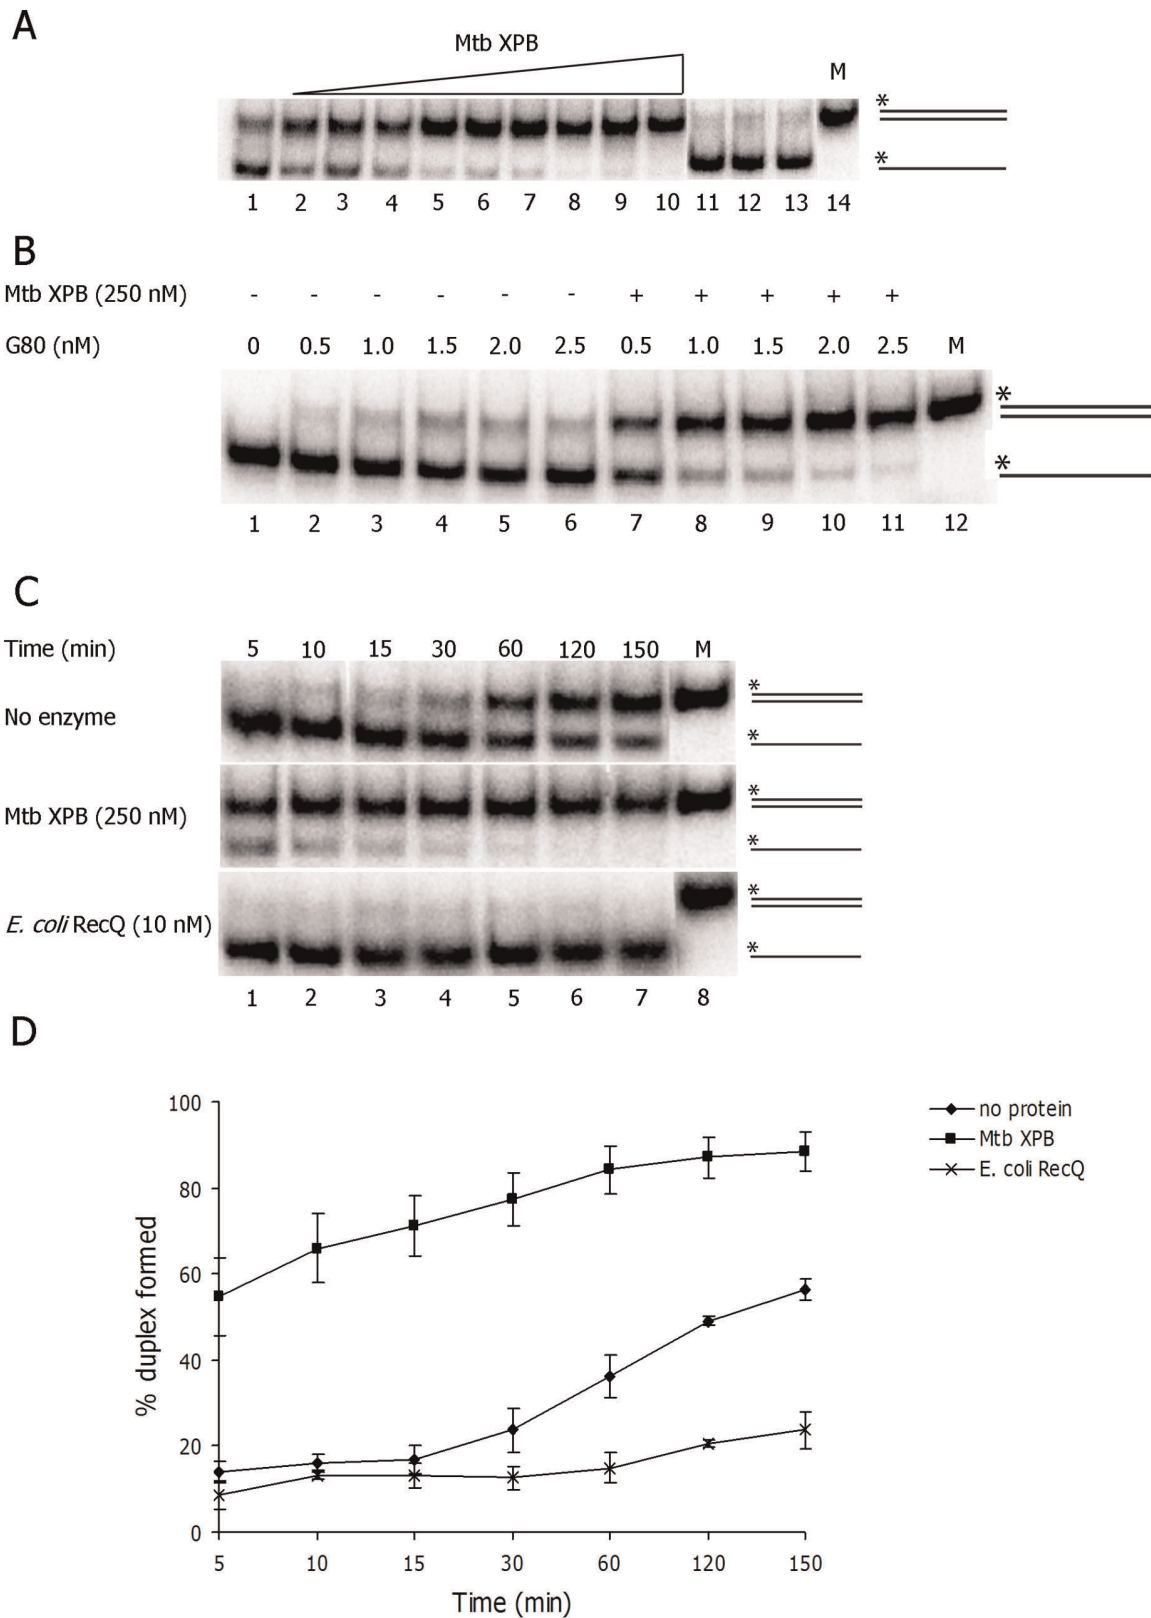 A
Mtb XPB
M
*
*
1 2 3 4 5 6 7 8 9 10 11 12 13 14
B
Mtb XPB (250 nM) - - - - - - + + + + +
G80 (nM) 0 0.5 1.0 1.5 2.0 2.5 0.5 1.0 1.5 2.0 2.5 M
*
*
1 2 3 4 5 6 7 8 9 10 11 12
C
Time (min) 5 10 15 30 60 120 150 M
*
No enzyme
*
*
Mtb XPB (250 nM)
*
*
E. coli RecQ (10 nM)
*
1 2 3 4 5 6 7 8
D
100
80
60
40
20
0
% duplex formed
5 10 15 30 60 120 150
Time (min)
no protein
Mtb XPB
E. coli RecQ